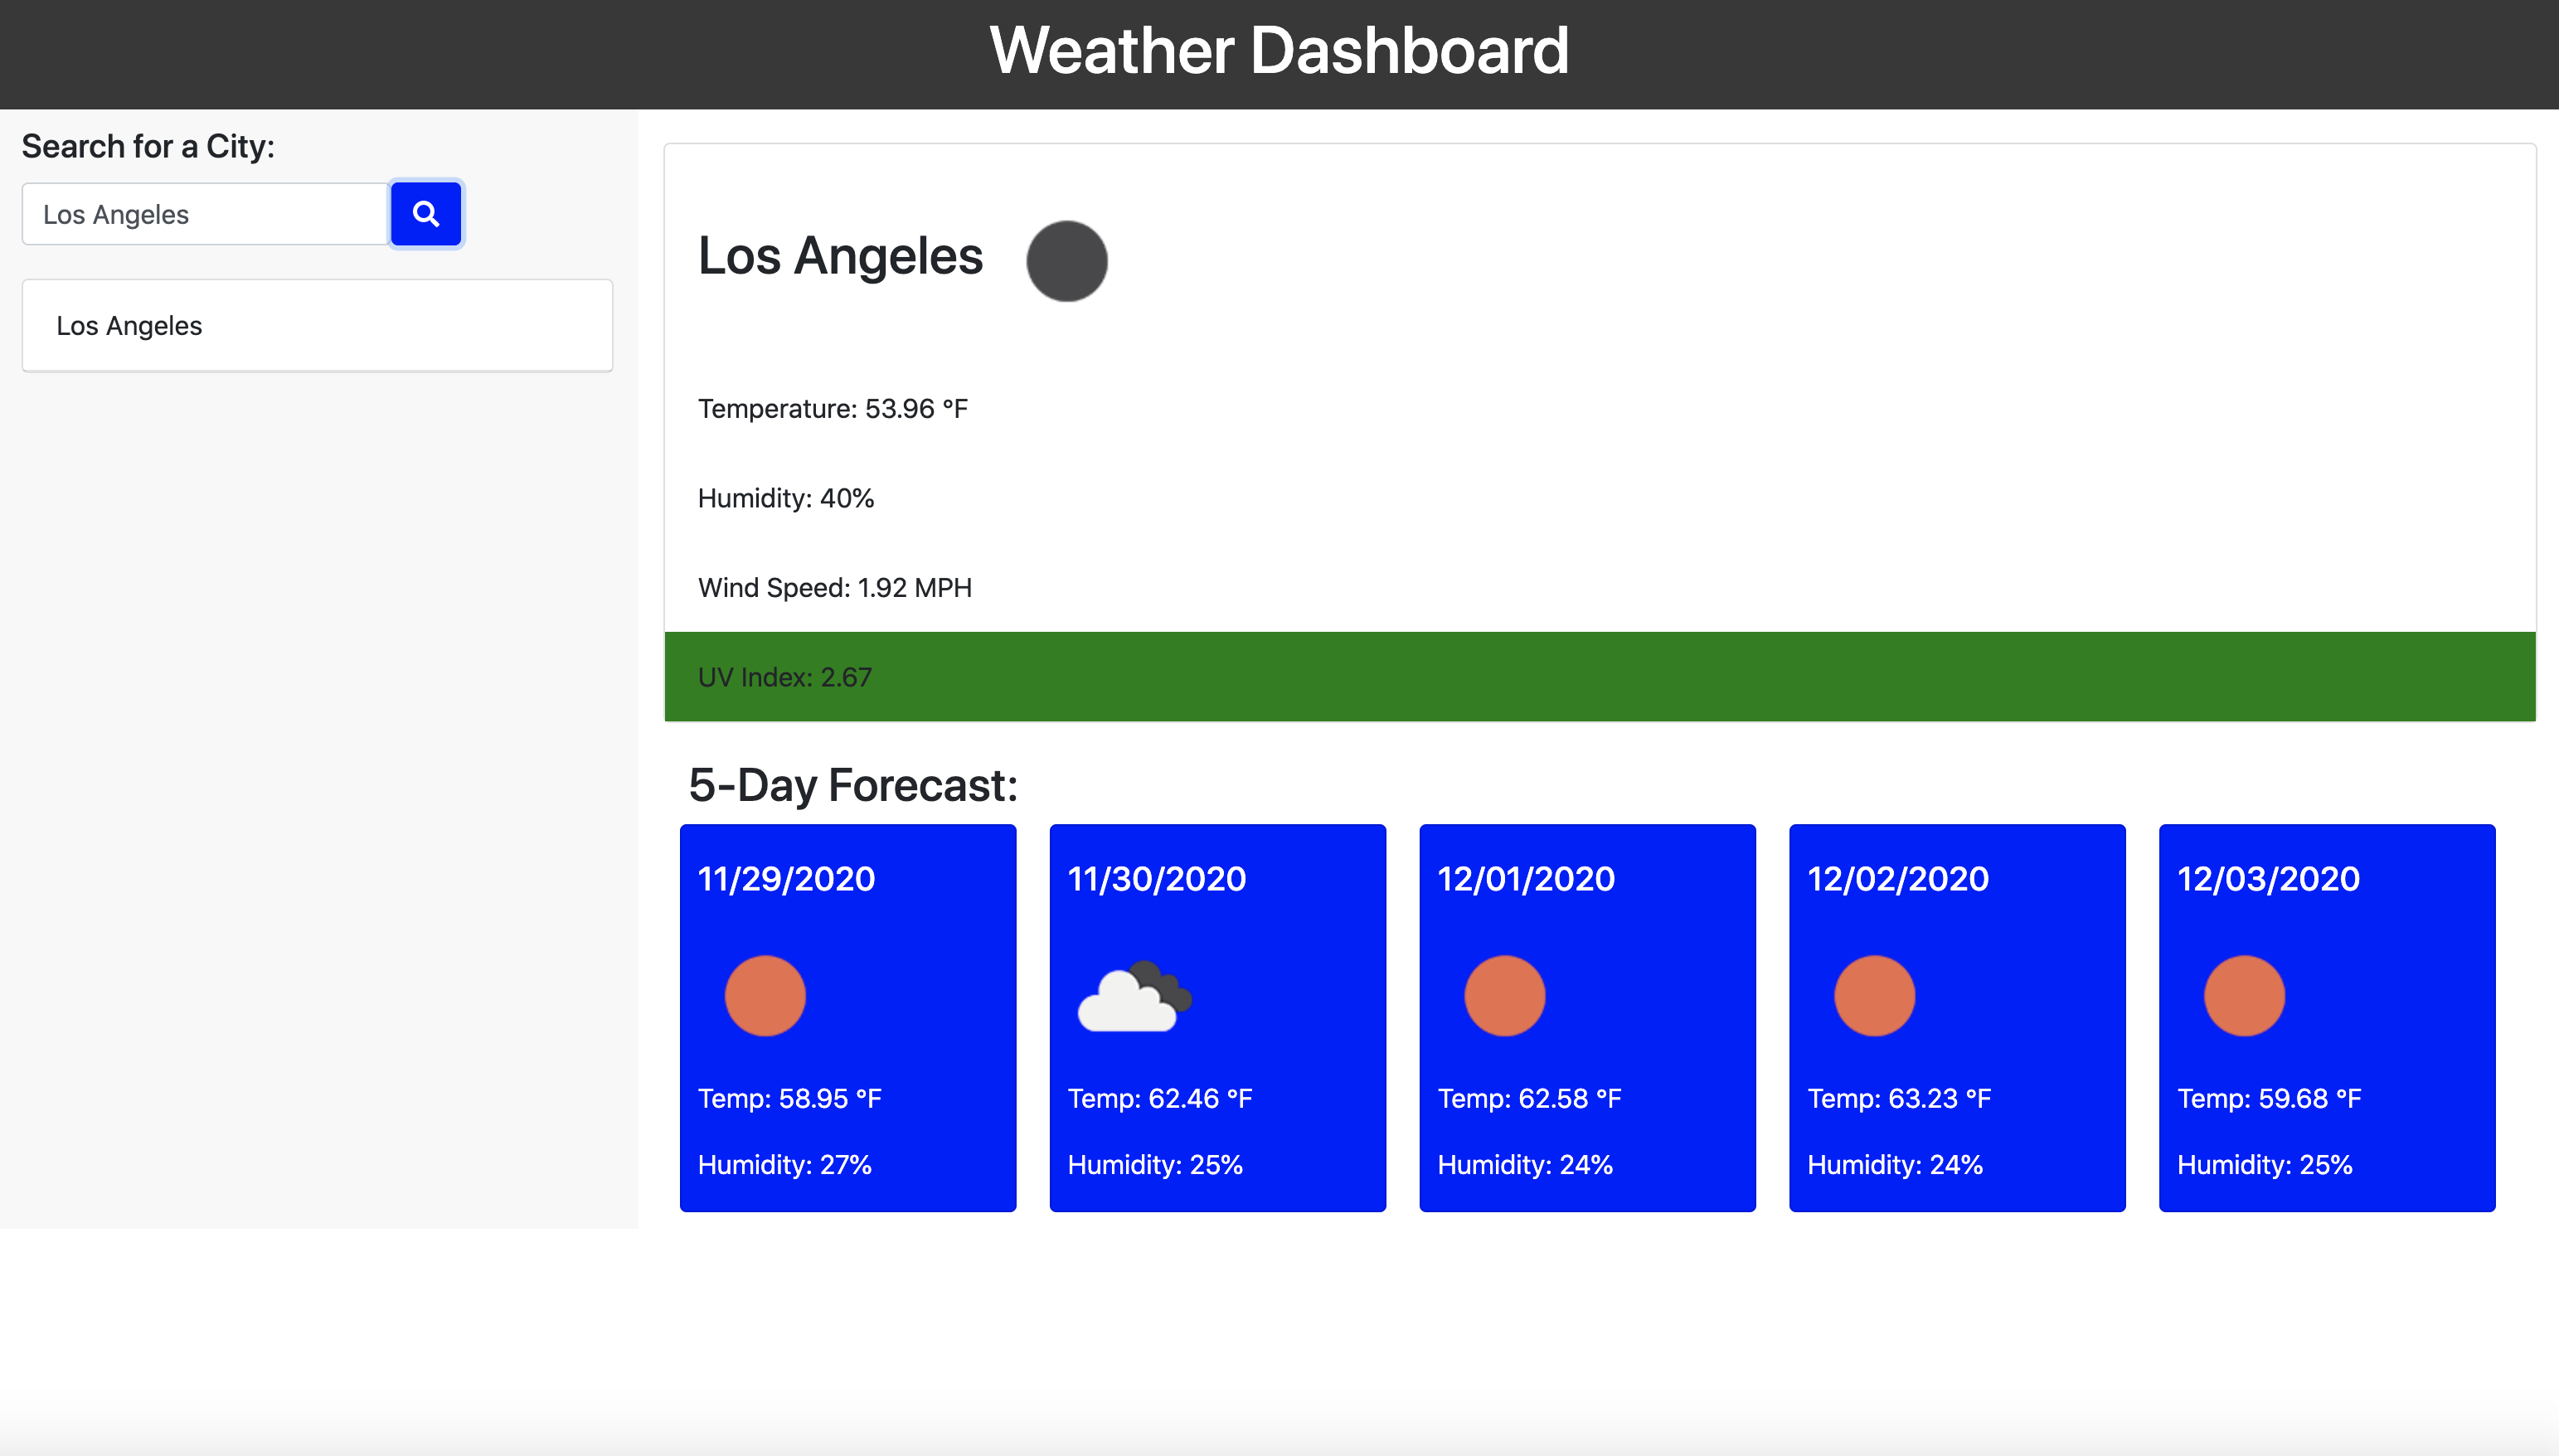 Weather Dashboard
Search for a City:
Los Angeles
Los Angeles
Los Angeles
Temperature: 53.96 °F
Humidity: 40%
Wind Speed: 1.92 MPH
UV Index: 2.67
5-Day Forecast:
11/29/2020
Temp: 58.95 °F
Humidity: 27%
11/30/2020
Temp: 62.46 °F
Humidity: 25%
12/01/2020
Temp: 62.58 °F
Humidity: 24%
12/02/2020
Temp: 63.23 °F
Humidity: 24%
12/03/2020
Temp: 59.68 °F
Humidity: 25%